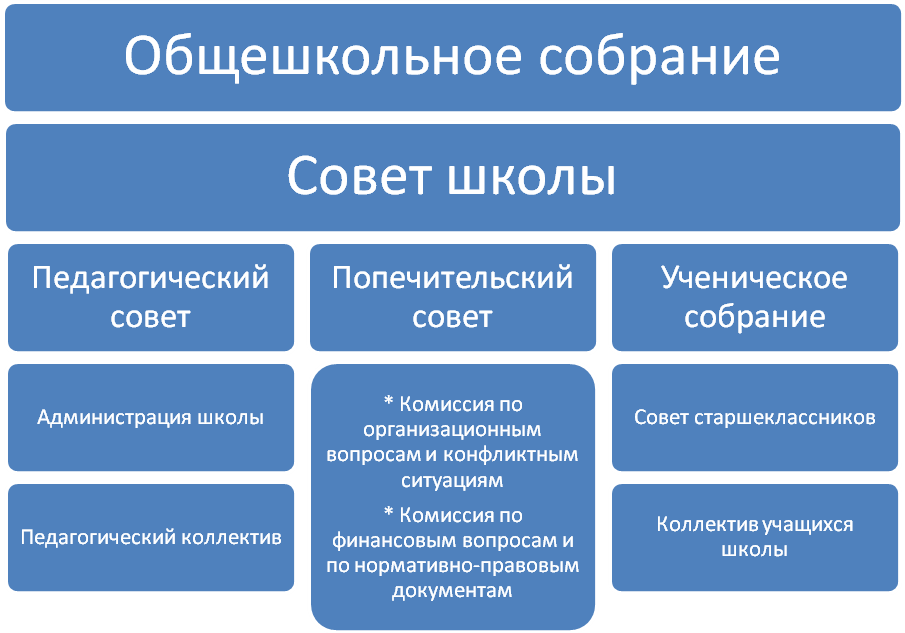 Общешкольное собрание
Совет школы
Педагогический
совет
Попечительский
совет
Ученическое
собрание
Администрация школы
Педагогический коллектив
* Комиссия по
организационным
вопросам и конфликтным
ситуациям
* Комиссия по
финансовым вопросам и
по нормативно-правовым
документам
Совет старшеклассников
Коллектив учащихся
школы